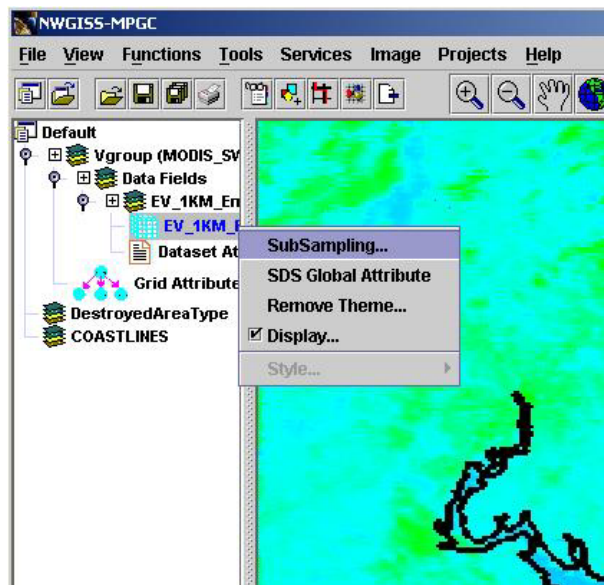 NWGISS-MPGC
File View Functions Tools Services Image Projects Help
Default
Vgroup (MODIS_SV
Data Fields
EV_1KM_Em
EV_1KM_
Dataset At
Grid Attribute
DestroyedAreaType
COASTLINES
SubSampling...
SDS Global Attribute
Remove Theme...
Display...
Style...